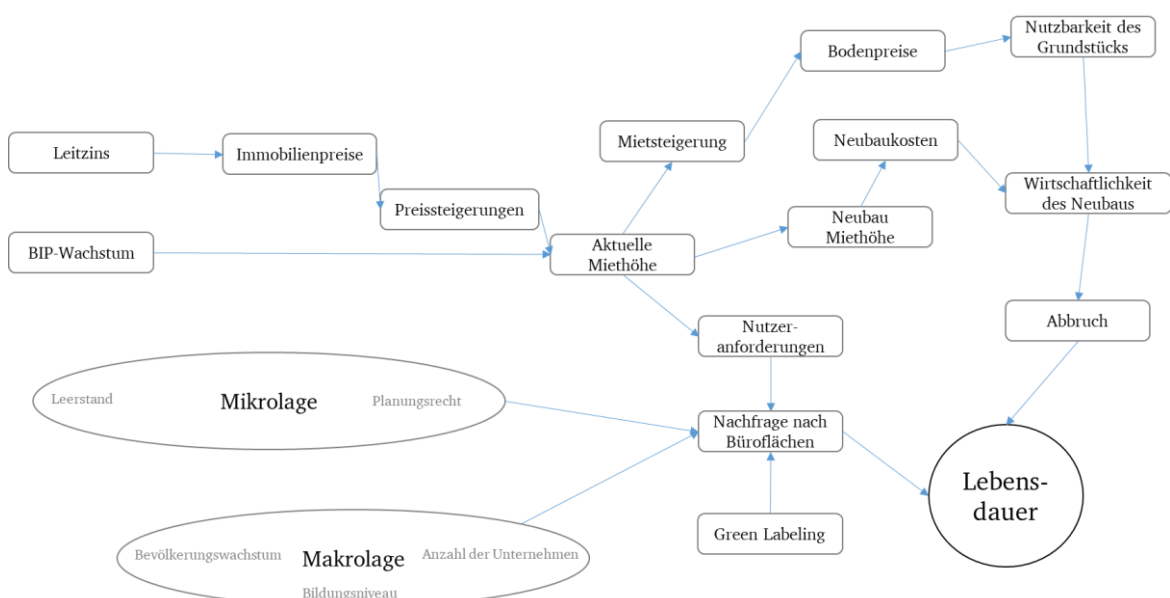 Nutzbarkeit des
Grundstücks
Bodenpreise
Mietsteigerung
Neubaukosten
Leitzins
Immobilienpreise
Wirtschaftlichkeit
des Neubaus
Preissteigerungen
Neubau
Miethöhe
BIP-Wachstum
Aktuelle
Miethöhe
Abbruch
Nutzer-
anforderungen
Leerstand
Mikrolage
Planungsrecht
Nachfrage nach
Büroflächen
Lebens-
dauer
Green Labeling
Bevölkerungswachstum
Makrolage
Anzahl der Unternehmen
Bildungsniveau